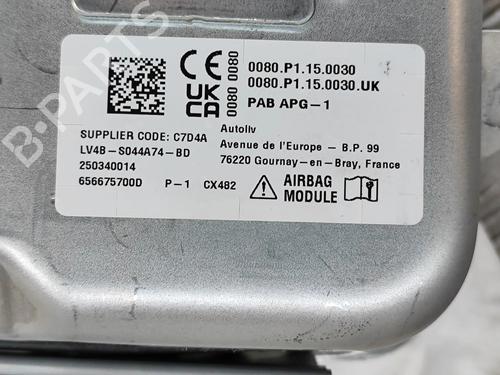 CE
0080
0080
UK
CA
0080.P1.15.0030
0080.P1.15.0030.UK
PAB APG-1
SUPPLIER CODE: C7D4A
LV4B-S044A74-BD
250340014
656675700D P-1 CX482
Autoliv
Avenue de l'Europe - B.P. 99
76220 Gournay-en-Bray, France
AIRBAG
MODULE
B-PARTS